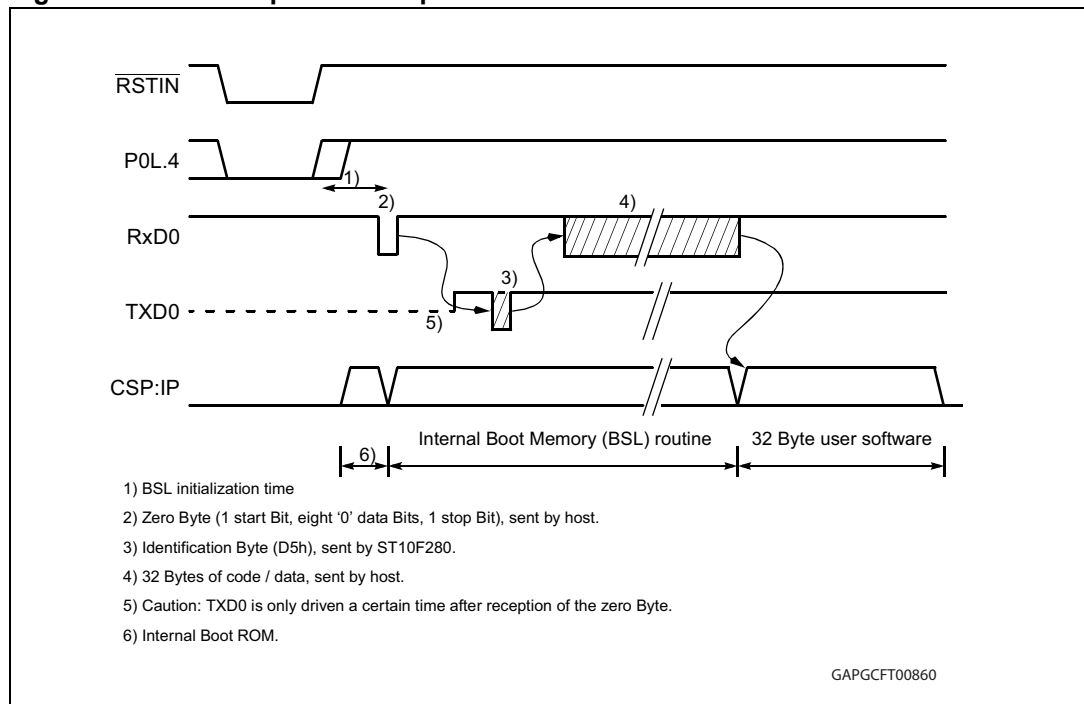 RSTIN
P0L.4
1)
2)
4)
RxD0
3)
TXD0
5)
CSP:IP
6)
Internal Boot Memory (BSL) routine
32 Byte user software
1) BSL initialization time
2) Zero Byte (1 start Bit, eight ‘0’ data Bits, 1 stop Bit), sent by host.
3) Identification Byte (D5h), sent by ST10F280.
4) 32 Bytes of code / data, sent by host.
5) Caution: TXD0 is only driven a certain time after reception of the zero Byte.
6) Internal Boot ROM.
GAPGCFT00860